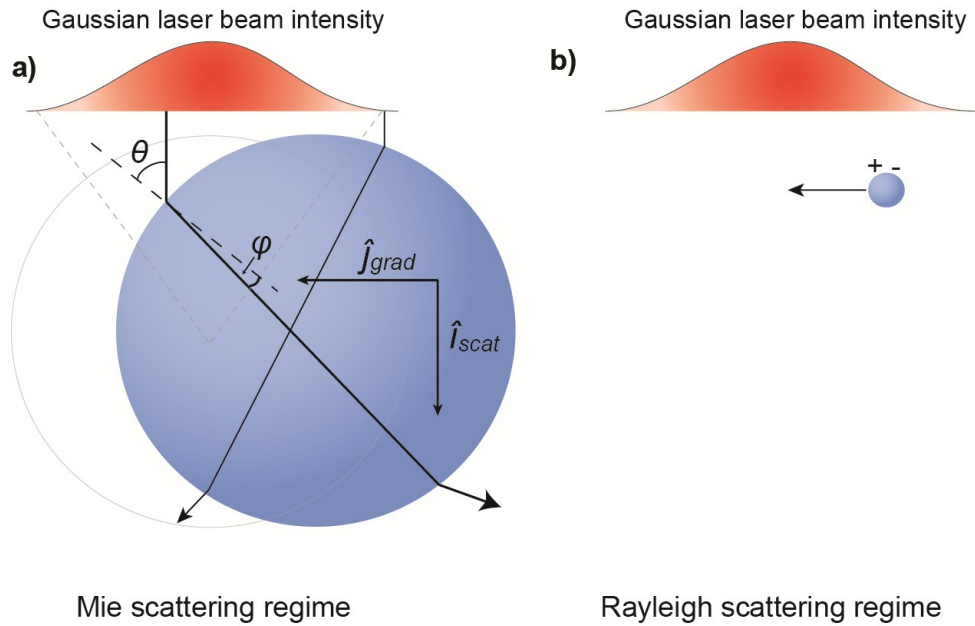 Gaussian laser beam intensity
a)
θ
φ
ĵgrad
îscat
Mie scattering regime
Gaussian laser beam intensity
b)
+ -
Rayleigh scattering regime